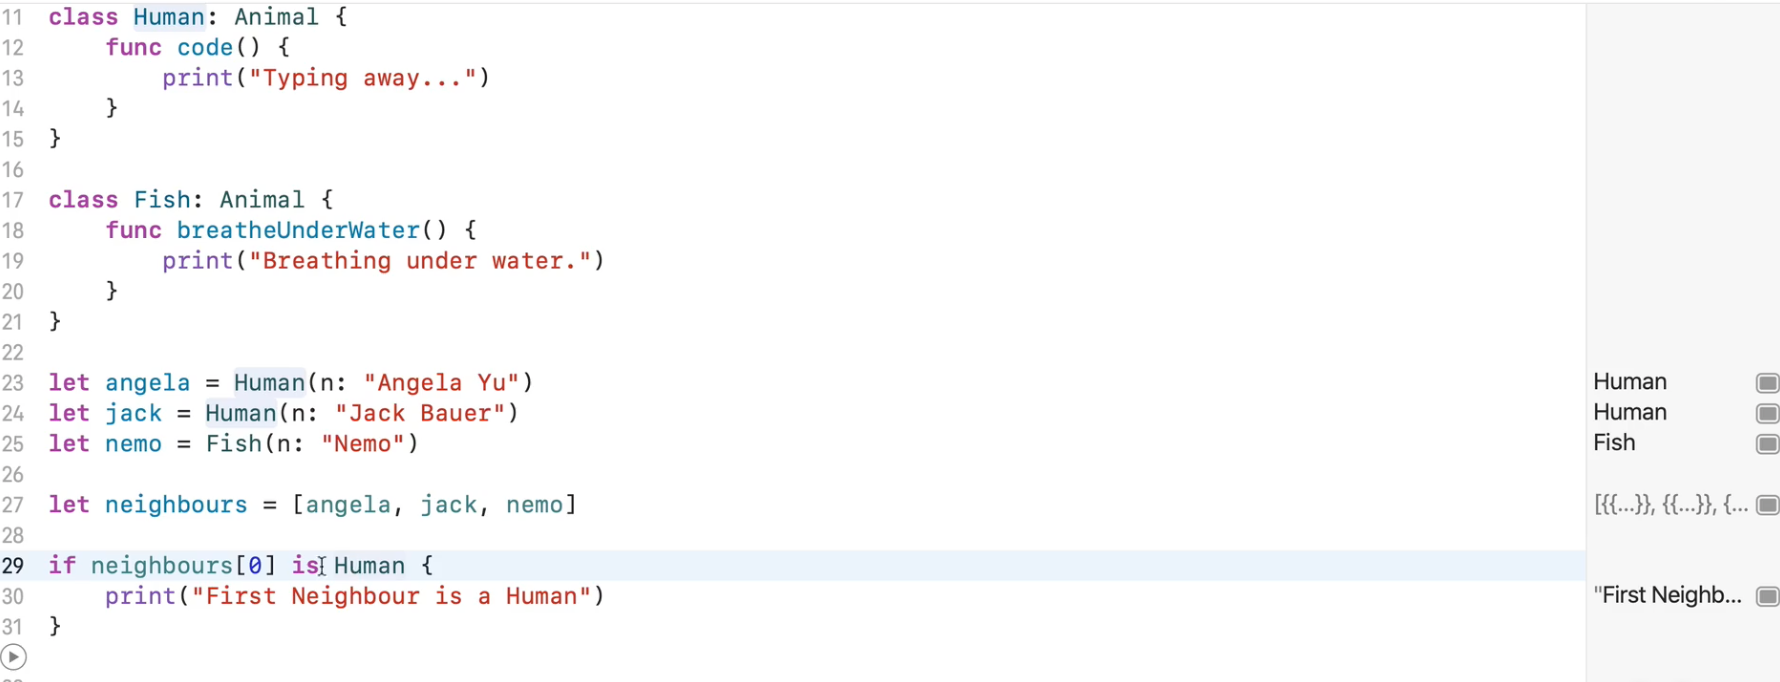 11 class Human: Animal {
12 func code() {
13 print("Typing away...")
14 }
15 }
16
17 class Fish: Animal {
18 func breatheUnderWater() {
19 print("Breathing under water.")
20 }
21 }
22
23 let angela = Human(n: "Angela Yu") Human
24 let jack = Human(n: "Jack Bauer") Human
25 let nemo = Fish(n: "Nemo") Fish
26
27 let neighbours = [angela, jack, nemo] [{{...}}, {{...}}, {...
28
29 if neighbours[0] is Human {
30 print("First Neighbour is a Human") "First Neighb...
31 }